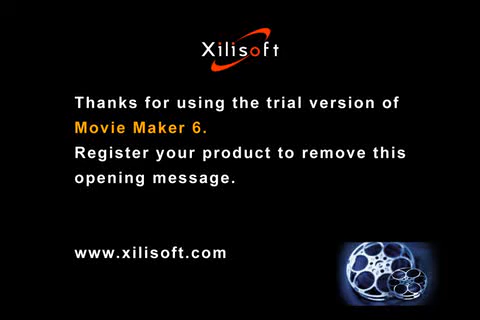 Xilisoft
Thanks for using the trial version of
Movie Maker 6.
Register your product to remove this
opening message.
www.xilisoft.com